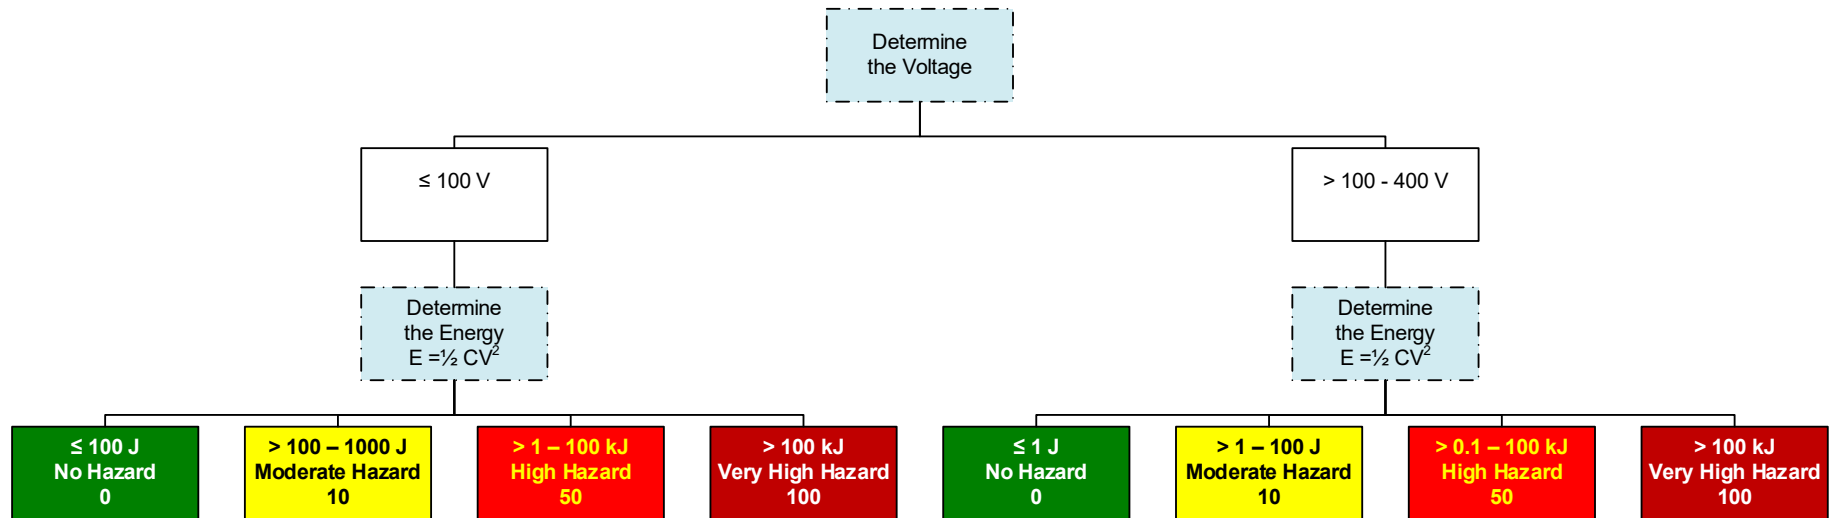 Determine
the Voltage
≤ 100 V
> 100 - 400 V
Determine
the Energy
E =½ CV²
Determine
the Energy
E =½ CV²
≤ 100 J
No Hazard
0
> 100 – 1000 J
Moderate Hazard
10
> 1 – 100 kJ
High Hazard
50
> 100 kJ
Very High Hazard
100
≤ 1 J
No Hazard
0
> 1 – 100 J
Moderate Hazard
10
> 0.1 – 100 kJ
High Hazard
50
> 100 kJ
Very High Hazard
100